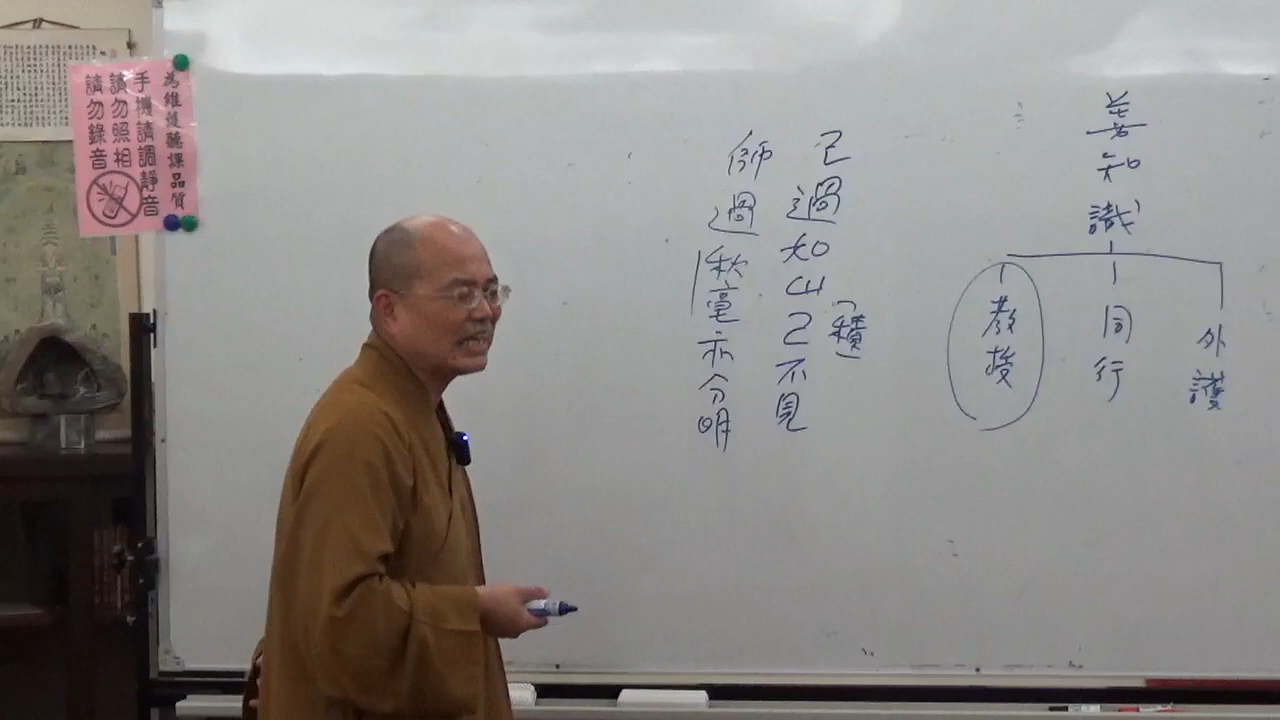 善知識
外護
同行
教授
己過如山己不見
(積)
師過秋毫亦分明
為維護聽課品質
手機請調靜音
請勿照相
請勿錄音